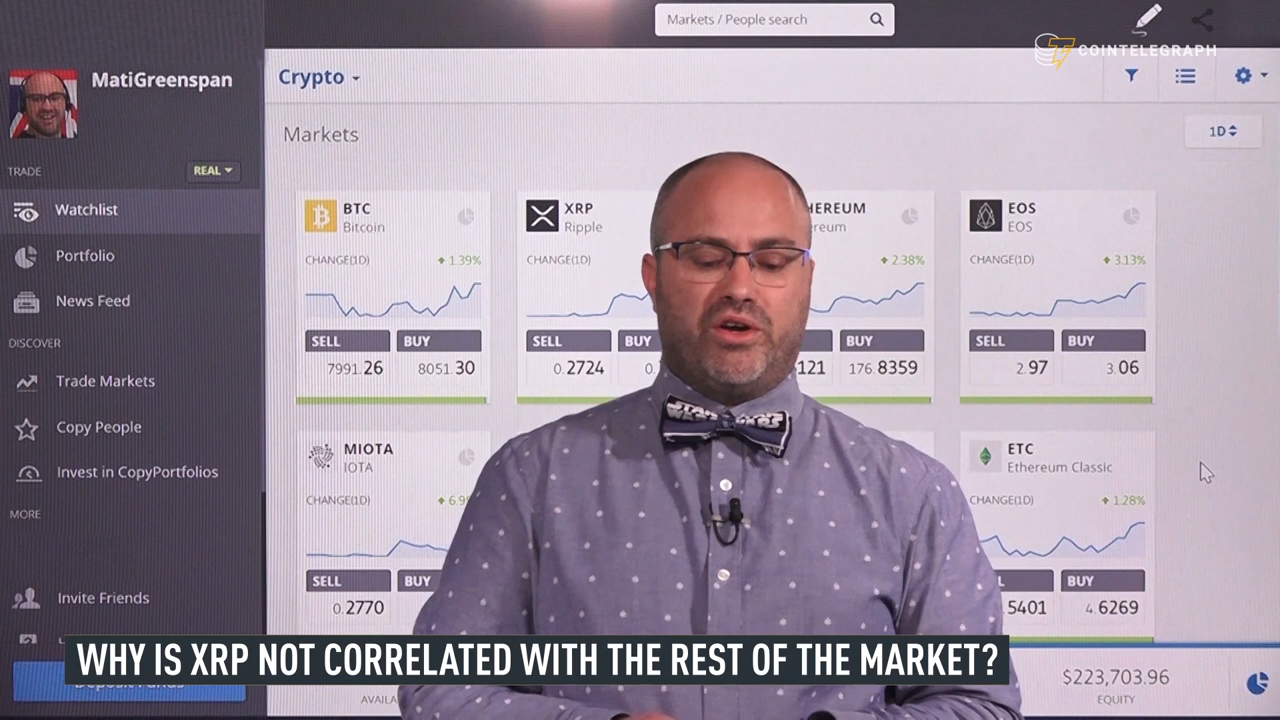 Markets / People search
COINTELEGRAPH
MatiGreenspan
Crypto
Markets
1D
TRADE
REAL
Watchlist
Portfolio
News Feed
DISCOVER
Trade Markets
Copy People
Invest in CopyPortfolios
MORE
Invite Friends
BTC
Bitcoin
CHANGE(1D)
1.39%
SELL
BUY
7991.26
8051.30
XRP
Ripple
CHANGE(1D)
SELL
BUY
0.2724
2.38%
BUY
176.8359
EOS
EOS
CHANGE(1D)
3.13%
SELL
BUY
2.97
3.06
MIOTA
IOTA
CHANGE(1D)
SELL
BUY
0.2770
ETC
Ethereum Classic
CHANGE(1D)
1.28%
BUY
4.6269
STAR WARS
WHY IS XRP NOT CORRELATED WITH THE REST OF THE MARKET?
$223,703.96
EQUITY